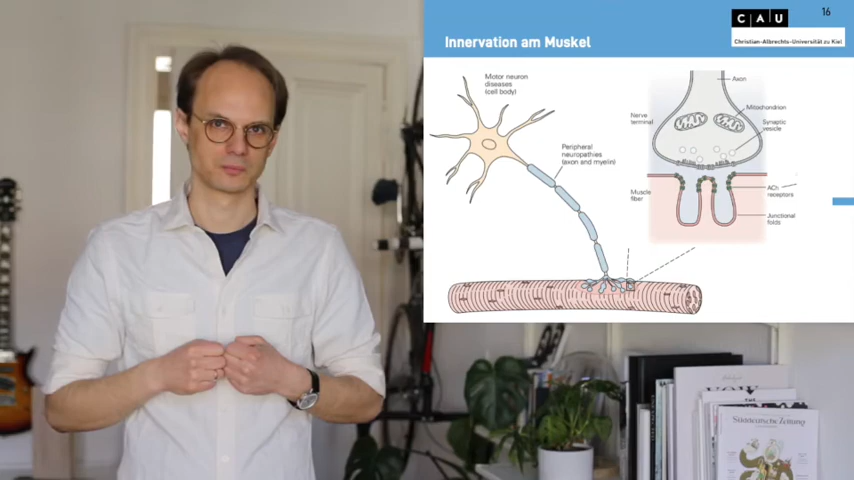 16
CAU
Christian-Albrechts-Universität zu Kiel
Innervation am Muskel
Motor neuron
diseases
(cell body)
Peripheral
neuropathies
(axon and myelin)
Axon
Mitochondrion
Synaptic
vesicle
Nerve
terminal
Muscle
fiber
ACh
receptors
Junctional
folds
Süddeutsche Zeitung